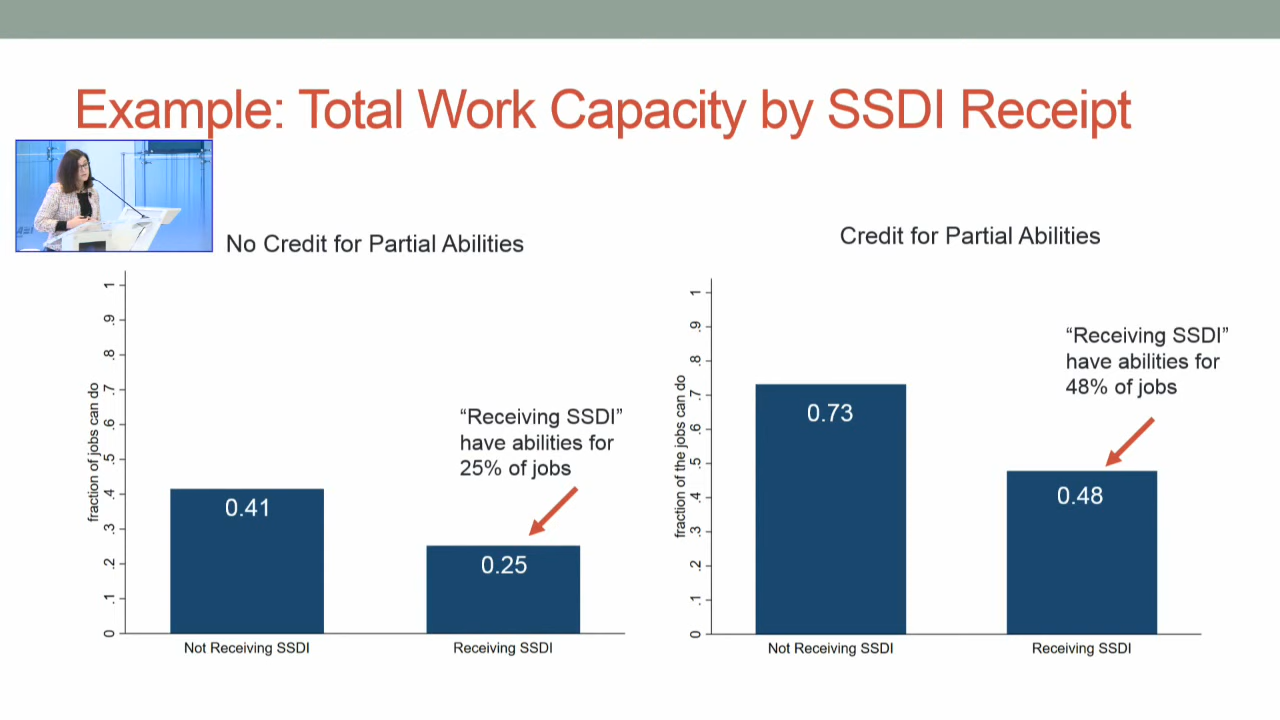 Example: Total Work Capacity by SSDI Receipt
No Credit for Partial Abilities
fraction of jobs can do
1
.9
.8
.7
.6
.5
.4
.3
.2
.1
0
"Receiving SSDI"
have abilities for
25% of jobs
0.41
0.25
Not Receiving SSDI
Receiving SSDI
Credit for Partial Abilities
fraction of the jobs can do
1
.9
.8
.7
.6
.5
.4
.3
.2
.1
0
"Receiving SSDI"
have abilities for
48% of jobs
0.73
0.48
Not Receiving SSDI
Receiving SSDI